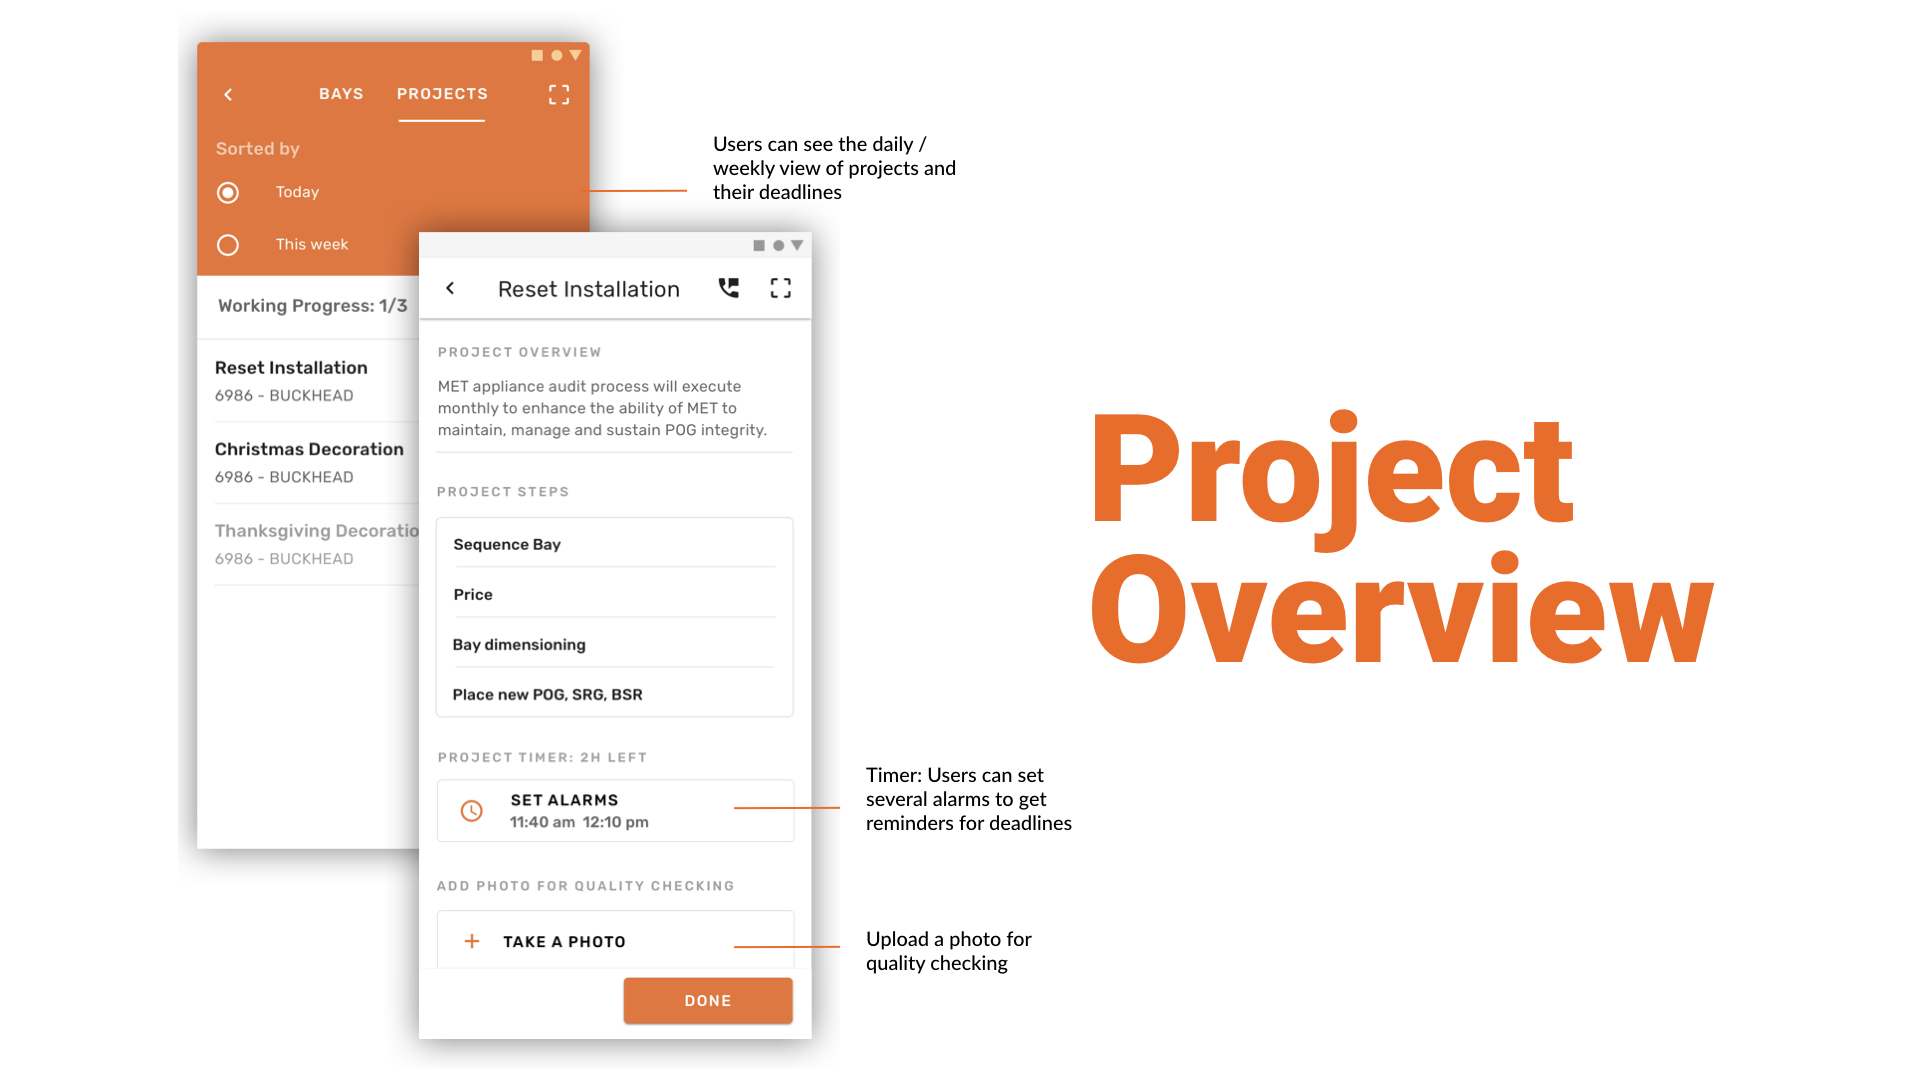 BAYS PROJECTS
Sorted by
Today
This week
Working Progress: 1/3
Reset Installation
6986 - BUCKHEAD
Christmas Decoration
6986 - BUCKHEAD
Thanksgiving Decoratio
6986 - BUCKHEAD
Users can see the daily /
weekly view of projects and
their deadlines
Reset Installation
PROJECT OVERVIEW
MET appliance audit process will execute
monthly to enhance the ability of MET to
maintain, manage and sustain POG integrity.
PROJECT STEPS
Sequence Bay
Price
Bay dimensioning
Place new POG, SRG, BSR
PROJECT TIMER: 2H LEFT
SET ALARMS
11:40 am 12:10 pm
ADD PHOTO FOR QUALITY CHECKING
TAKE A PHOTO
DONE
Timer: Users can set
several alarms to get
reminders for deadlines
Upload a photo for
quality checking
Project
Overview